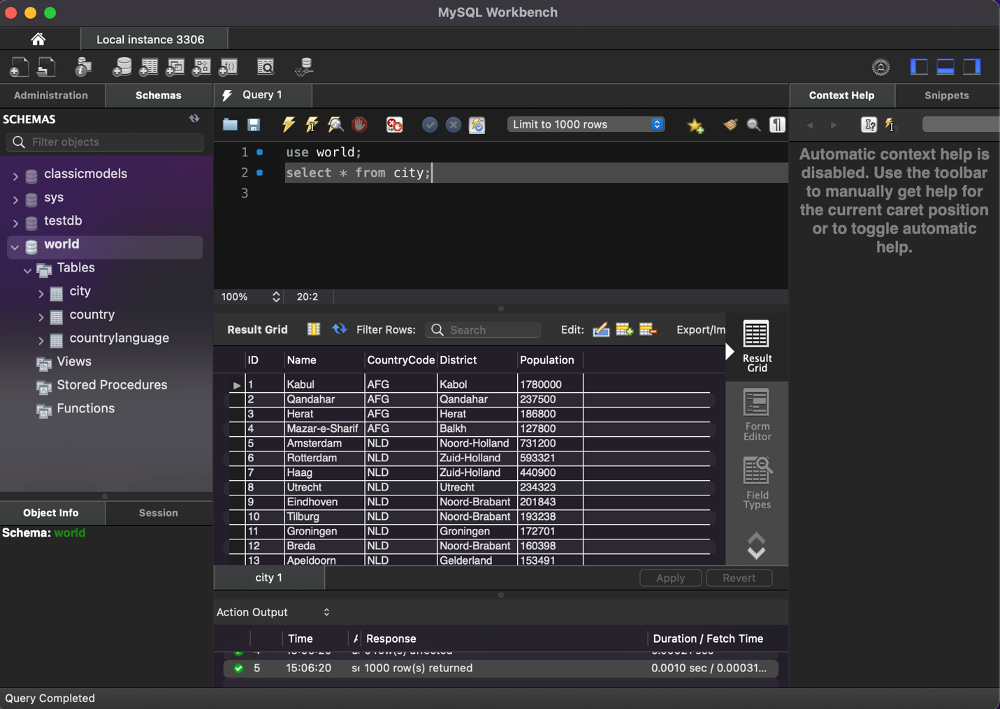 MySQL Workbench
Local instance 3306
Administration
Schemas
Query 1
Context Help
Snippets
SCHEMAS
Filter objects
Limit to 1000 rows
classicmodels
sys
testdb
world
Tables
city
country
countrylanguage
Views
Stored Procedures
Functions
1 use world;
2 select * from city;
3
Automatic context help is
disabled. Use the toolbar
to manually get help for
the current caret position
or to toggle automatic
help.
100% 20:2
Result Grid Filter Rows: Search Edit: Export/Im
Result
Grid
Form
Editor
Field
Types
ID Name CountryCode District Population
1 Kabul AFG Kabol 1780000
2 Qandahar AFG Qandahar 237500
3 Herat AFG Herat 186800
4 Mazar-e-Sharif AFG Balkh 127800
5 Amsterdam NLD Noord-Holland 731200
6 Rotterdam NLD Zuid-Holland 593321
7 Haag NLD Zuid-Holland 440900
8 Utrecht NLD Utrecht 234323
9 Eindhoven NLD Noord-Brabant 201843
10 Tilburg NLD Noord-Brabant 193238
11 Groningen NLD Groningen 172701
12 Breda NLD Noord-Brabant 160398
13 Apeldoorn NLD Gelderland 153491
city 1
Apply
Revert
Object Info
Session
Schema: world
Action Output
Time Response Duration / Fetch Time
5 15:06:20 1000 row(s) returned 0.0010 sec / 0.00031...
Query Completed